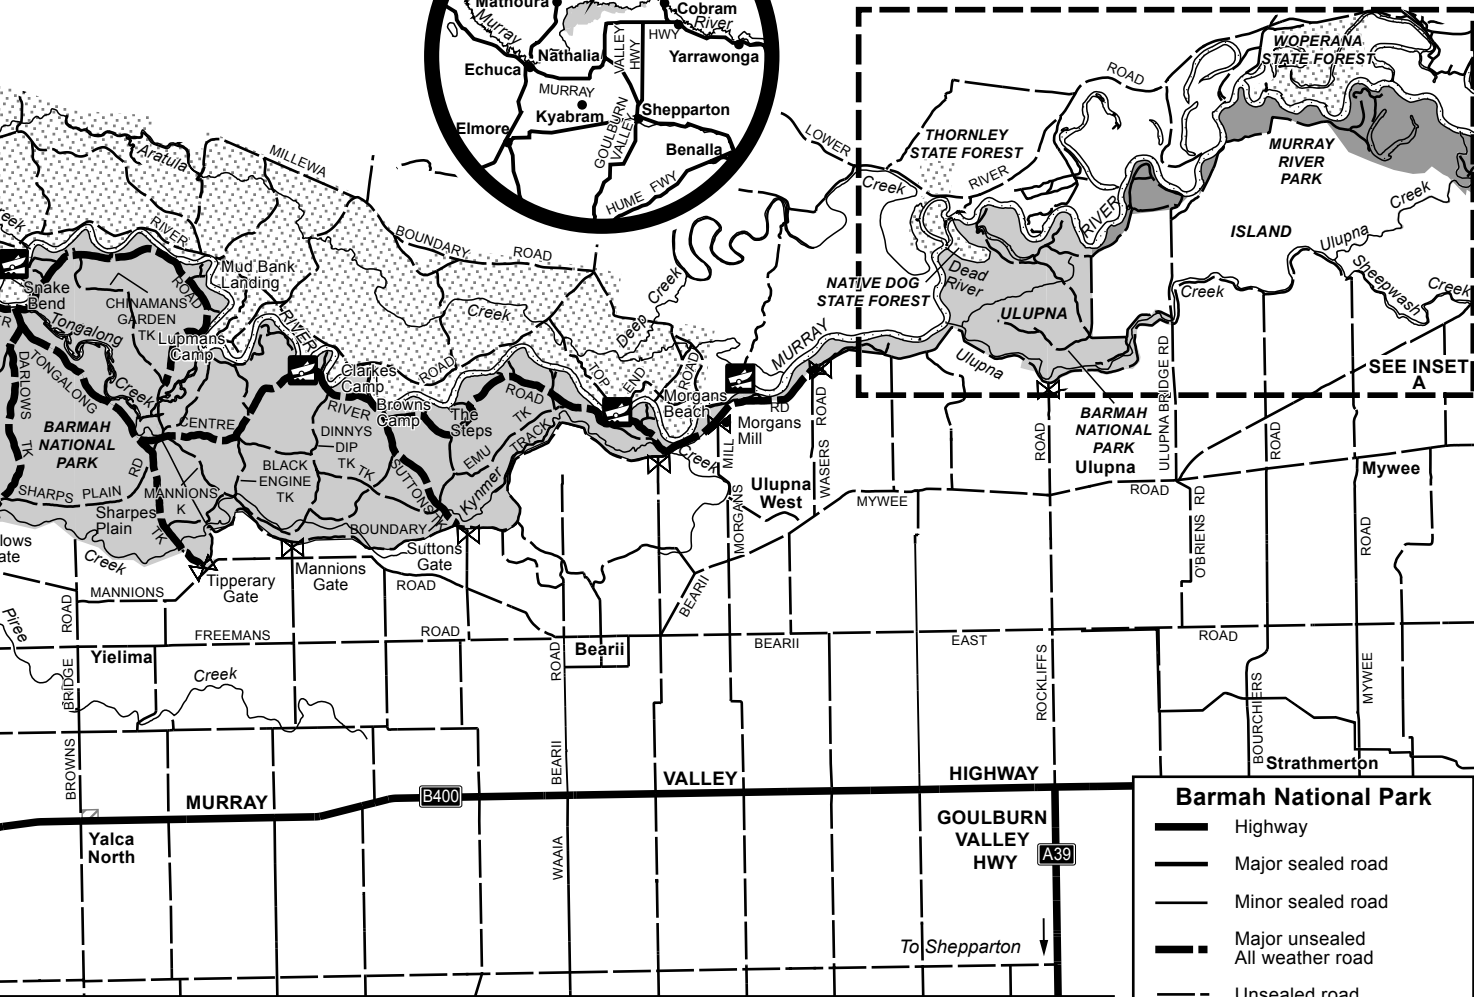 Mathoura
Cobram
River
Murray
HWY
VALLEY
HWY
Nathalia
Yarrawonga
Echuca
MURRAY
Kyabram
Shepparton
Elmore
GOULBURN
VALLEY
Benalla
HUME FWY
WOPERANA
STATE FOREST
ROAD
LOWER
THORNLEY
STATE FOREST
RIVER
Creek
MURRAY
RIVER
PARK
RIVER
Creek
ISLAND
Ulupna
Sheepwash
Creek
Creek
Aratula
MILLEWA
RIVER
ROAD
BOUNDARY
ROAD
Mud Bank
Landing
Snake
Bend
CHINAMANS
GARDEN
TK
Tongalong
Lupmans
Camp
RIVER
Creek
Deep
Creek
NATIVE DOG
STATE FOREST
Dead
River
ULUPNA
MURRAY
Ulupna
SEE INSET
A
TOP
END
ROAD
ROAD
Clarkes
Camp
Browns
Camp
RIVER
ROAD
TK
The
Steps
Morgans
Beach
RD
Morgans
Mill
ROAD
WASERS
MILL
MORGANS
DARLOWS
TK
TONGALONG
Creek
CENTRE
BARMAH
NATIONAL
PARK
RD
DINNYS
DIP
TK
TK
BLACK
ENGINE
TK
EMU
TRACK
Kynmer
SUTTONS
TK
SHARPS PLAIN
MANNIONS
K
TK
Sharpes
Plain
BOUNDARY
Creek
Ulupna
West
MYWEE
BARMAH
NATIONAL
PARK
Ulupna
ULUPNA BRIDGE RD
ROAD
ROAD
ROAD
Mywee
O'BRIENS RD
ROAD
Creek
Tipperary
Gate
Mannions
Gate
Suttons
Gate
MANNIONS
ROAD
BEARII
FREEMANS
ROAD
Bearii
BEARII
EAST
ROAD
ROAD
Piree
Creek
Yielima
ROAD
BRIDGE
BROWNS
ROAD
BEARII
WAAIA
ROCKLIFFS
BOURCHIERS
MYWEE
Strathmerton
MURRAY
B400
VALLEY
HIGHWAY
Yalca
North
GOULBURN
VALLEY
HWY
A39
To Shepparton
Barmah National Park
Highway
Major sealed road
Minor sealed road
Major unsealed
All weather road
Unsealed road